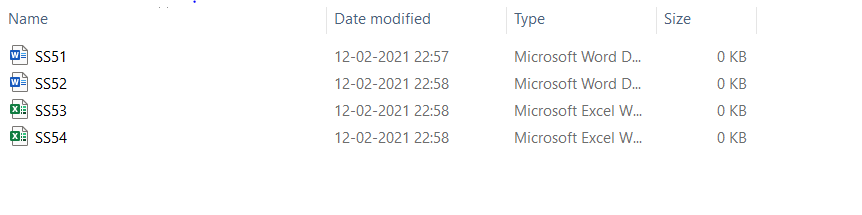 Name Date modified Type Size
SS51 12-02-2021 22:57 Microsoft Word D... 0 KB
SS52 12-02-2021 22:58 Microsoft Word D... 0 KB
SS53 12-02-2021 22:58 Microsoft Excel W... 0 KB
SS54 12-02-2021 22:58 Microsoft Excel W... 0 KB